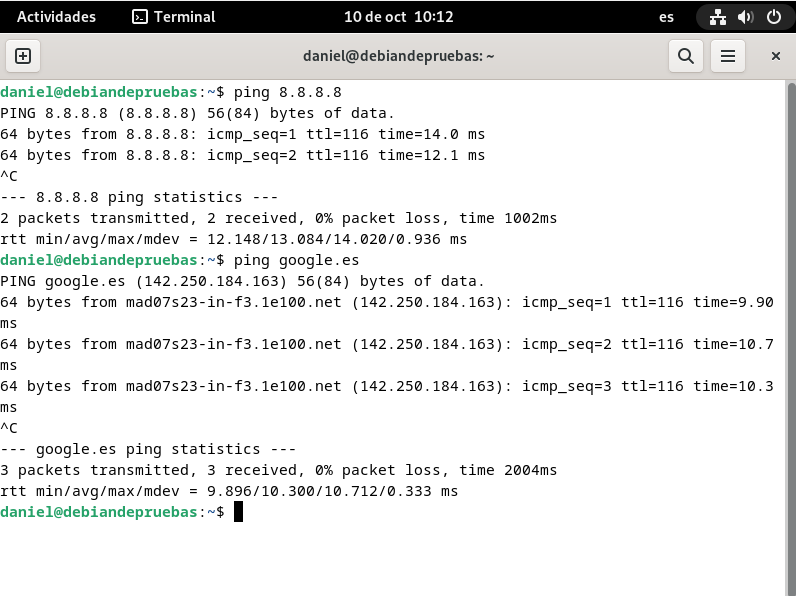 Actividades Terminal 10 de oct 10:12 es
daniel@debiandepruebas: ~
daniel@debiandepruebas:~$ ping 8.8.8.8
PING 8.8.8.8 (8.8.8.8) 56(84) bytes of data.
64 bytes from 8.8.8.8: icmp_seq=1 ttl=116 time=14.0 ms
64 bytes from 8.8.8.8: icmp_seq=2 ttl=116 time=12.1 ms
^C
--- 8.8.8.8 ping statistics ---
2 packets transmitted, 2 received, 0% packet loss, time 1002ms
rtt min/avg/max/mdev = 12.148/13.084/14.020/0.936 ms
daniel@debiandepruebas:~$ ping google.es
PING google.es (142.250.184.163) 56(84) bytes of data.
64 bytes from mad07s23-in-f3.1e100.net (142.250.184.163): icmp_seq=1 ttl=116 time=9.90
ms
64 bytes from mad07s23-in-f3.1e100.net (142.250.184.163): icmp_seq=2 ttl=116 time=10.7
ms
64 bytes from mad07s23-in-f3.1e100.net (142.250.184.163): icmp_seq=3 ttl=116 time=10.3
ms
^C
--- google.es ping statistics ---
3 packets transmitted, 3 received, 0% packet loss, time 2004ms
rtt min/avg/max/mdev = 9.896/10.300/10.712/0.333 ms
daniel@debiandepruebas:~$